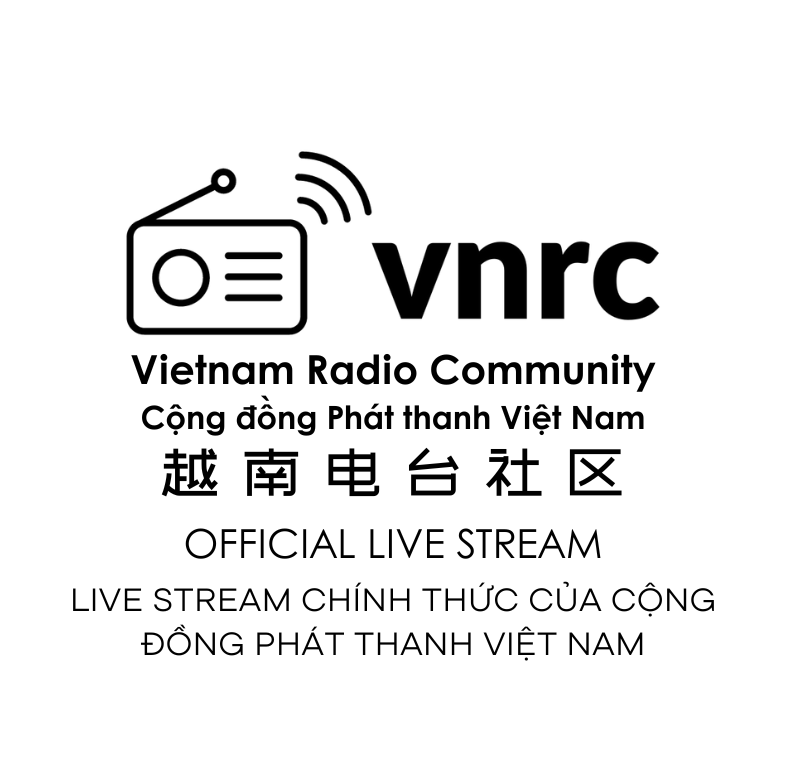 vnrc
Vietnam Radio Community
Cộng đồng Phát thanh Việt Nam
越南电台社区
OFFICIAL LIVE STREAM
LIVE STREAM CHÍNH THỨC CỦA CỘNG
ĐỒNG PHÁT THANH VIỆT NAM